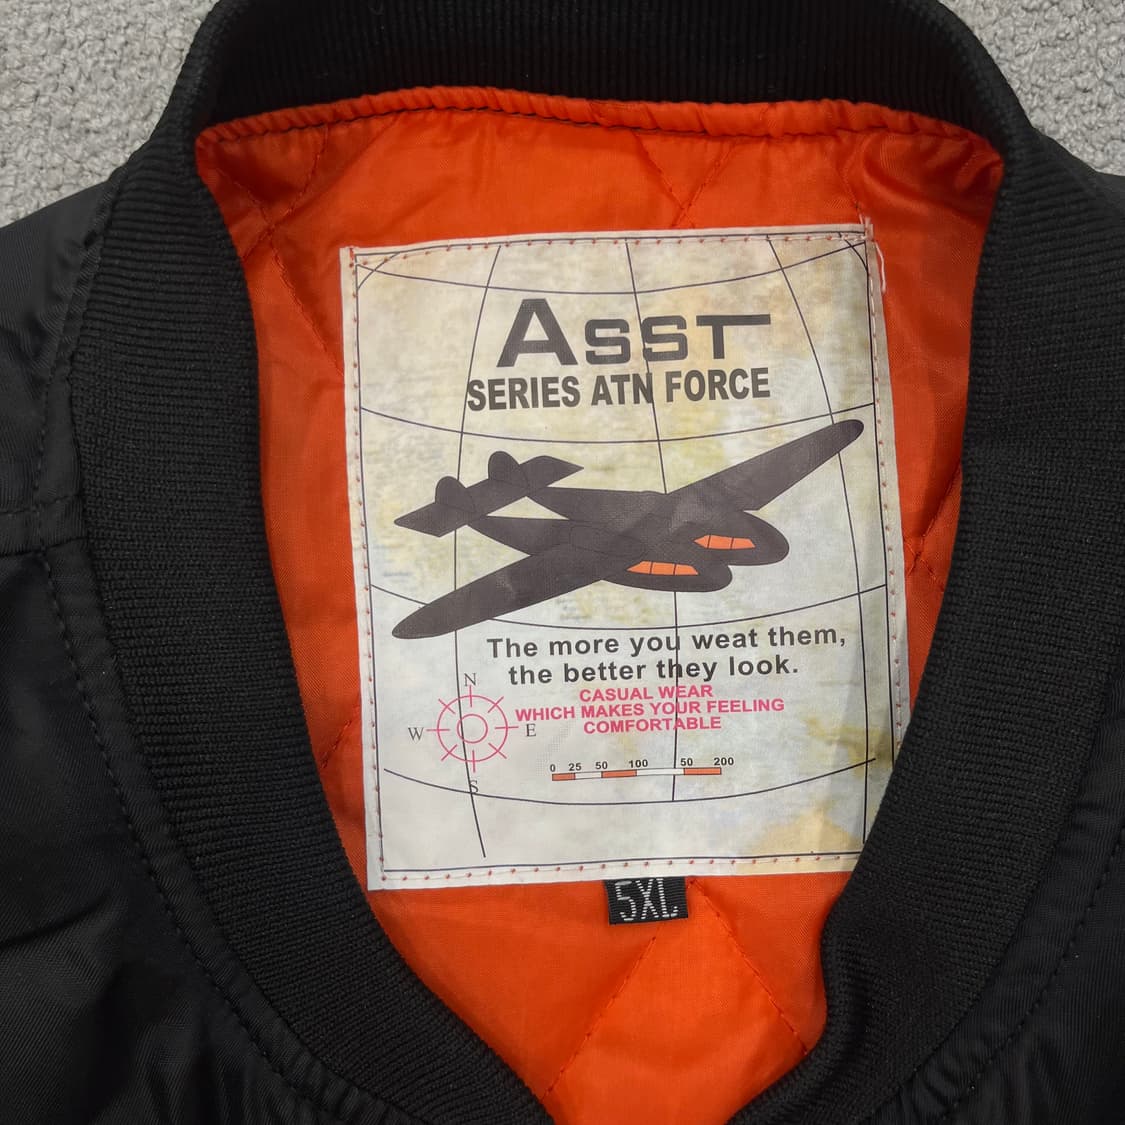 ASST
SERIES ATN FORCE
The more you weat them,
the better they look.
CASUAL WEAR
WHICH MAKES YOUR FEELING
COMFORTABLE
N
W E
S
0 25 50 100 50 200
5XL